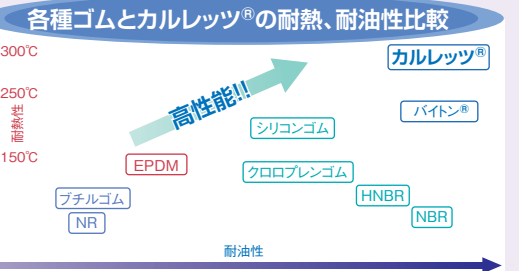 各種ゴムとカルレッツ®の耐熱、耐油性比較
300℃
カルレッツ®
250℃
高性能!!
バイトン®
耐熱性
シリコンゴム
150℃
EPDM
クロロプレンゴム
ブチルゴム
HNBR
NR
NBR
耐油性